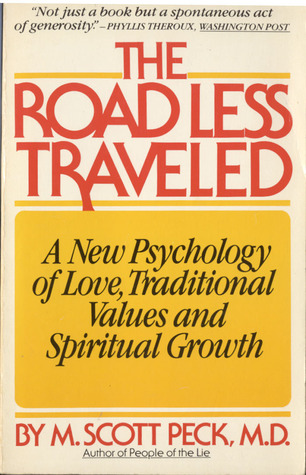 "Not just a book but a spontaneous act
of generosity." – PHYLLIS THEROUX, WASHINGTON POST
THE
ROAD LESS
TRAVELED
A New Psychology
of Love, Traditional
Values and
Spiritual Growth
BY M. SCOTT PECK, M.D.
Author of People of the Lie